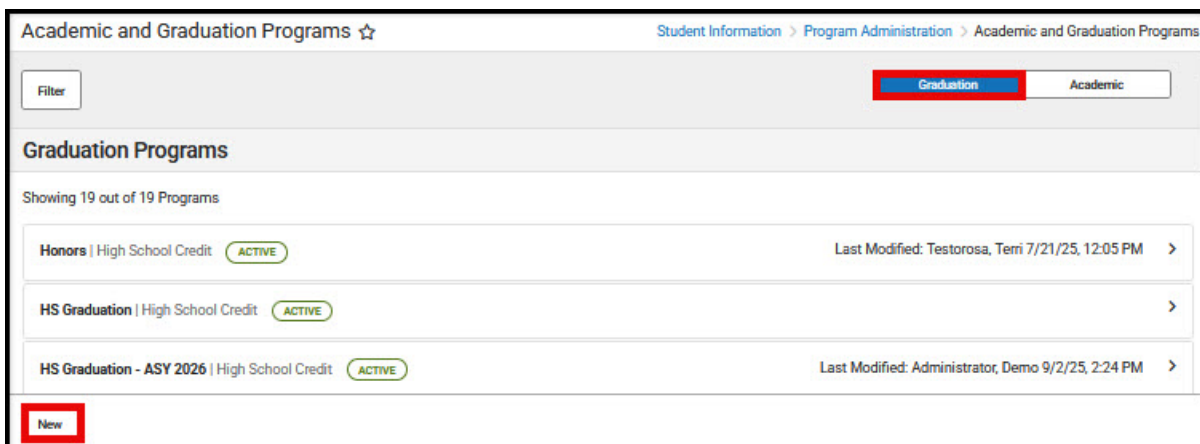 Academic and Graduation Programs
Student Information > Program Administration > Academic and Graduation Programs
Filter
Graduation
Academic
Graduation Programs
Showing 19 out of 19 Programs
Honors | High School Credit ACTIVE Last Modified: Testorosa, Terri 7/21/25, 12:05 PM
HS Graduation | High School Credit ACTIVE
HS Graduation - ASY 2026 | High School Credit ACTIVE Last Modified: Administrator, Demo 9/2/25, 2:24 PM
New